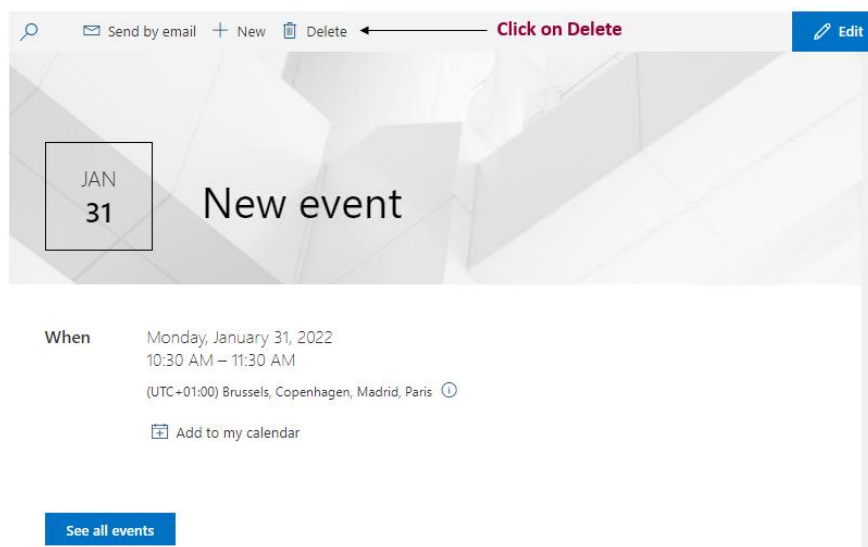 Send by email New Delete Click on Delete Edit
JAN
31
New event
When Monday, January 31, 2022
10:30 AM – 11:30 AM
(UTC+01:00) Brussels, Copenhagen, Madrid, Paris
Add to my calendar
See all events